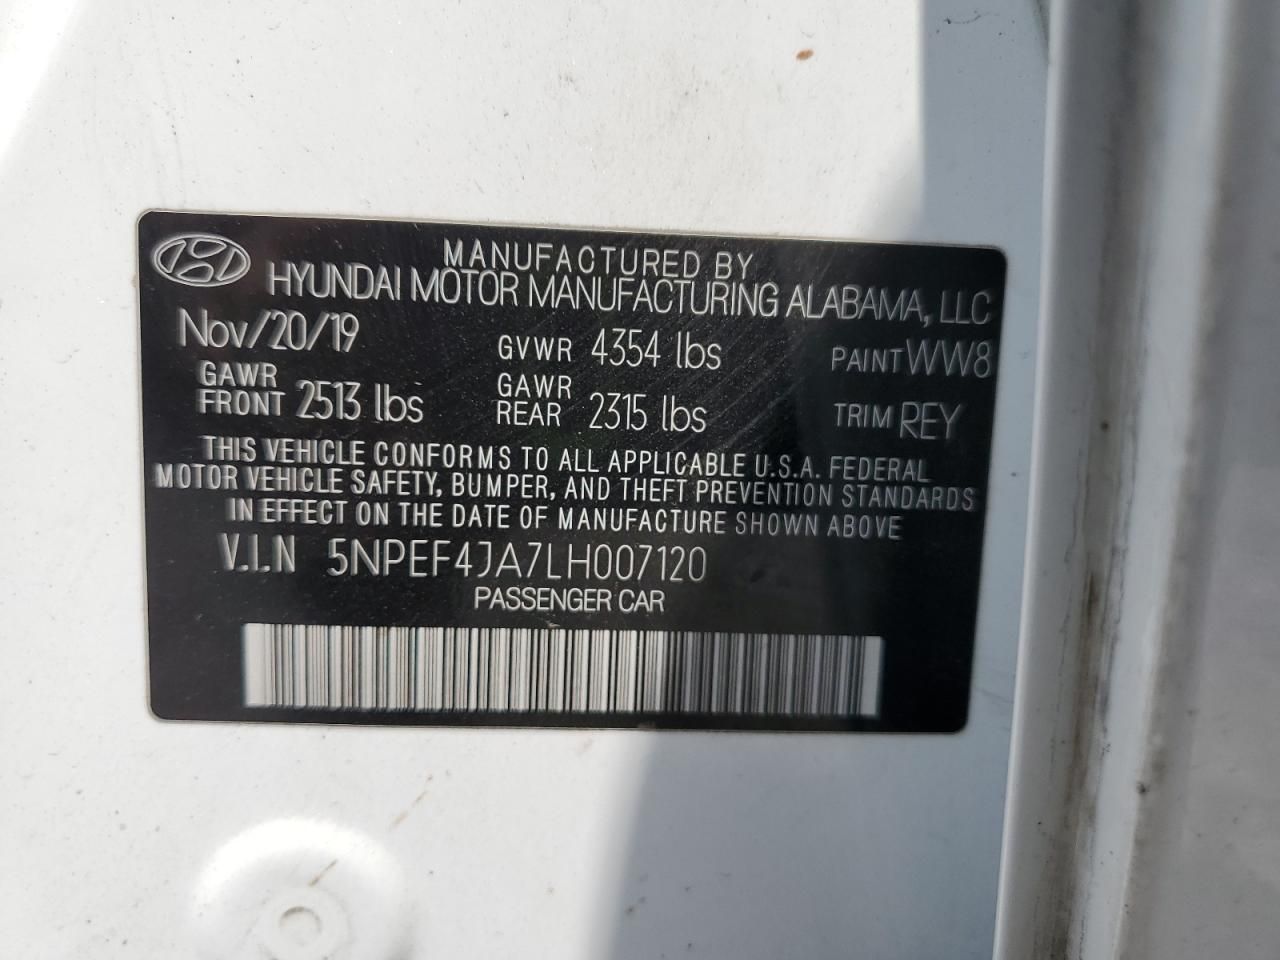 MANUFACTURED BY
HYUNDAI MOTOR MANUFACTURING ALABAMA, LLC
Nov/20/19 GVWR 4354 lbs PAINT WW8
GAWR FRONT 2513 lbs GAWR REAR 2315 lbs TRIM REY
THIS VEHICLE CONFORMS TO ALL APPLICABLE U.S.A. FEDERAL
MOTOR VEHICLE SAFETY, BUMPER, AND THEFT PREVENTION STANDARDS
IN EFFECT ON THE DATE OF MANUFACTURE SHOWN ABOVE
V.I.N 5NPEF4JA7LH007120
PASSENGER CAR